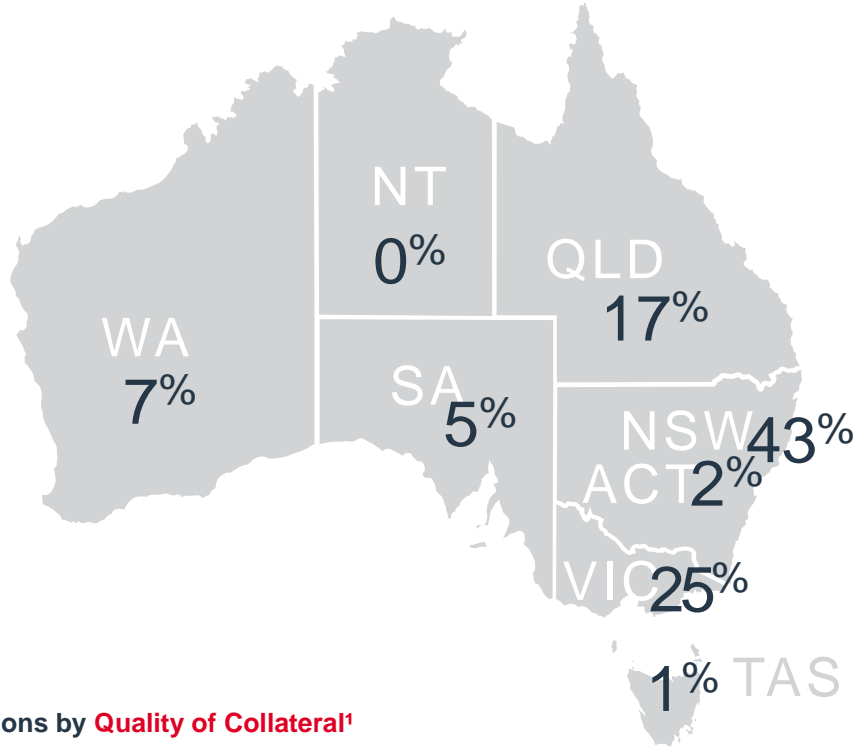 NT
0%
QLD
17%
WA
7%
SA
5%
NSW 43%
ACT 2%
VIC 25%
1% TAS
ons by Quality of Collateral¹